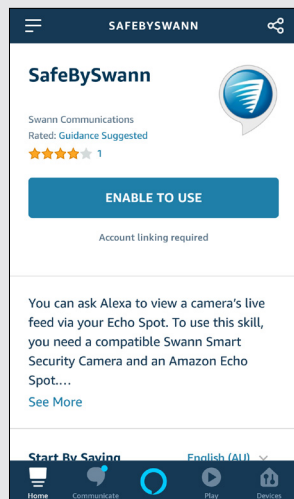 SAFEBYSWANN
SafeBySwann
Swann Communications
Rated: Guidance Suggested
1
ENABLE TO USE
Account linking required
You can ask Alexa to view a camera's live
feed via your Echo Spot. To use this skill,
you need a compatible Swann Smart
Security Camera and an Amazon Echo
Spot....
See More
Start By Saying English (AU)
Home Communicate Play Devices